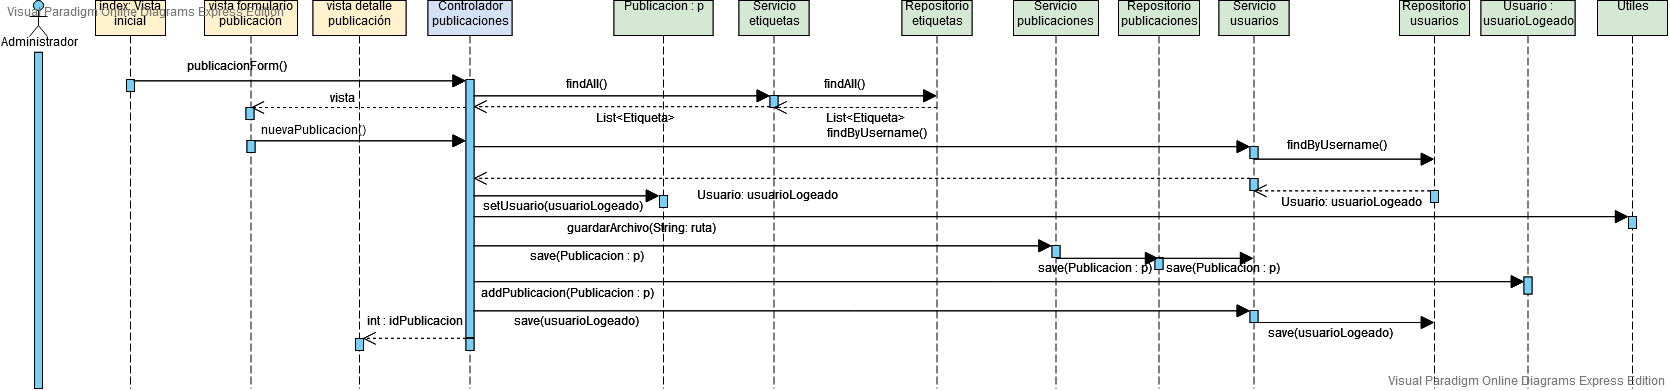 Visual Paradigm Online Diagrams Express Edition
Administrador
index: Vista
inicial
vista formulario
publicación
vista detalle
publicación
Controlador
publicaciones
Publicacion : p
Servicio
etiquetas
Repositorio
etiquetas
Servicio
publicaciones
Repositorio
publicaciones
Servicio
usuarios
Repositorio
usuarios
Usuario :
usuarioLogeado
Utiles
publicacionForm()
findAll()
findAll()
vista
List<Etiqueta>
List<Etiqueta>
nuevaPublicacion()
findByUsername()
findByUsername()
Usuario: usuarioLogeado
Usuario: usuarioLogeado
setUsuario(usuarioLogeado)
guardarArchivo(String: ruta)
save(Publicacion : p)
save(Publicacion : p)
save(Publicacion : p)
addPublicacion(Publicacion : p)
int : idPublicacion
save(usuarioLogeado)
save(usuarioLogeado)
Visual Paradigm Online Diagrams Express Edition